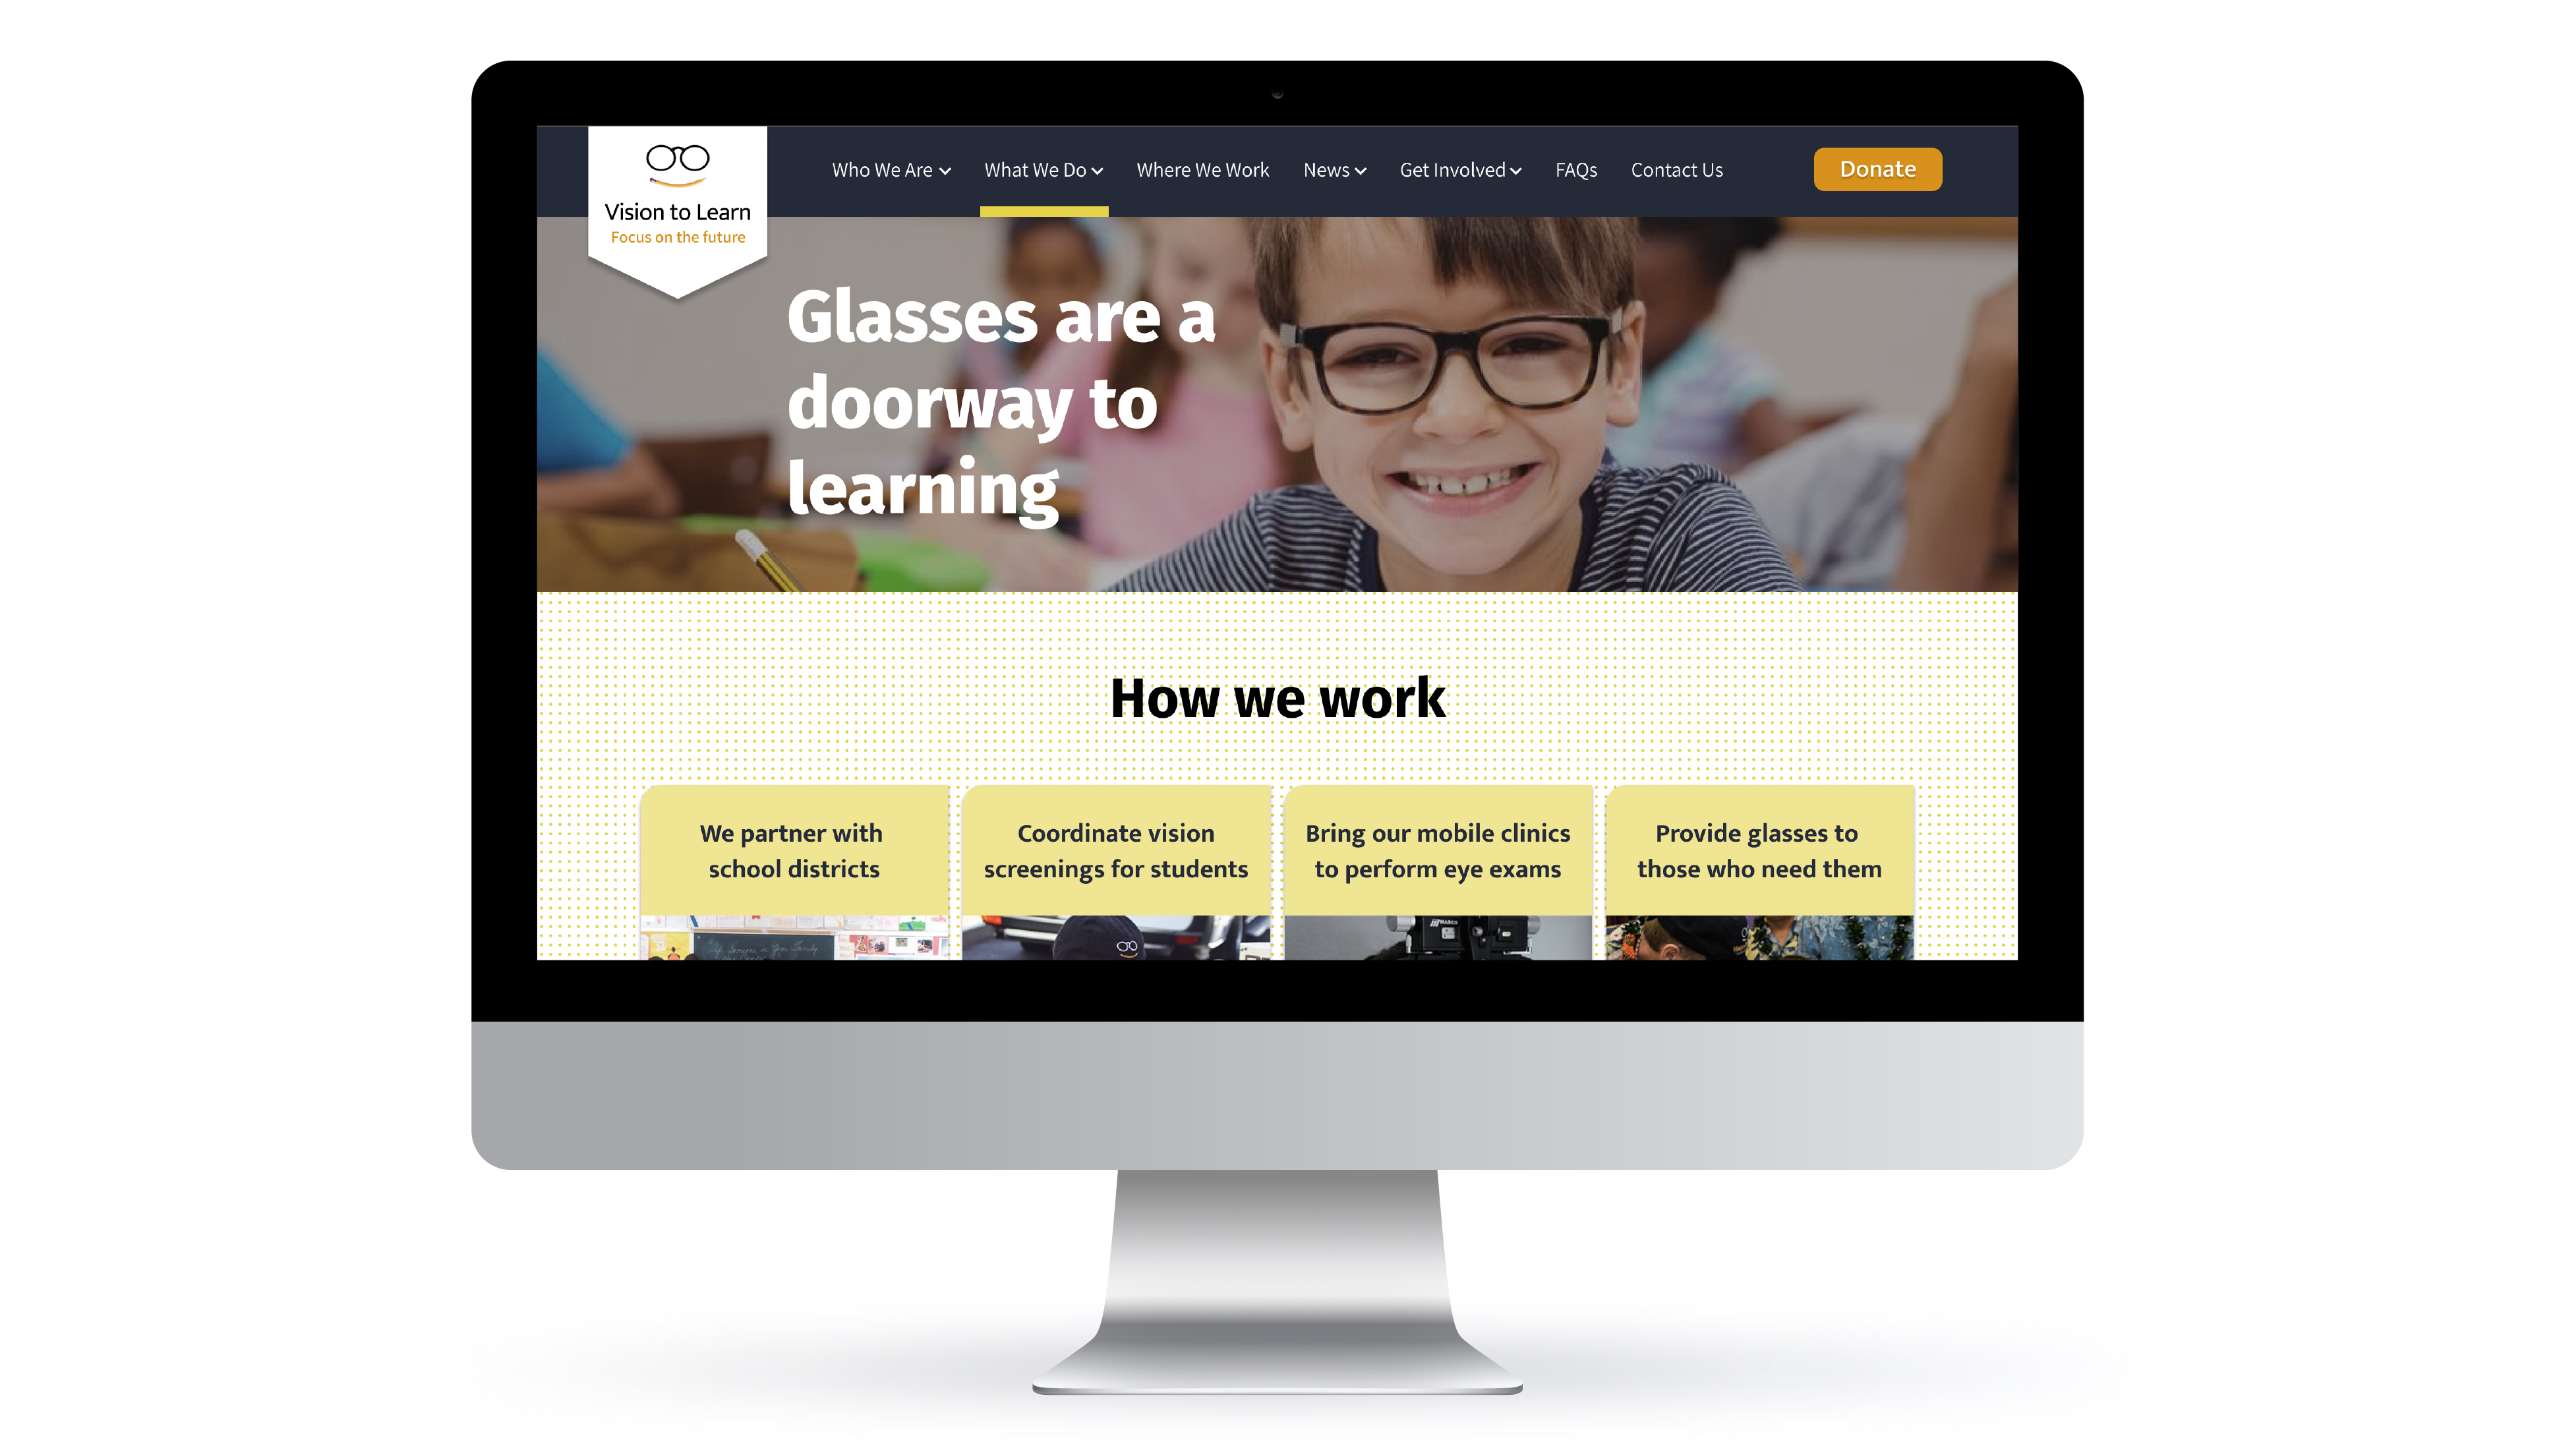 Vision to Learn
Focus on the future
Who We Are
What We Do
Where We Work
News
Get Involved
FAQs
Contact Us
Donate
Glasses are a
doorway to
learning
How we work
We partner with
school districts
Coordinate vision
screenings for students
Bring our mobile clinics
to perform eye exams
Provide glasses to
those who need them
MARCO